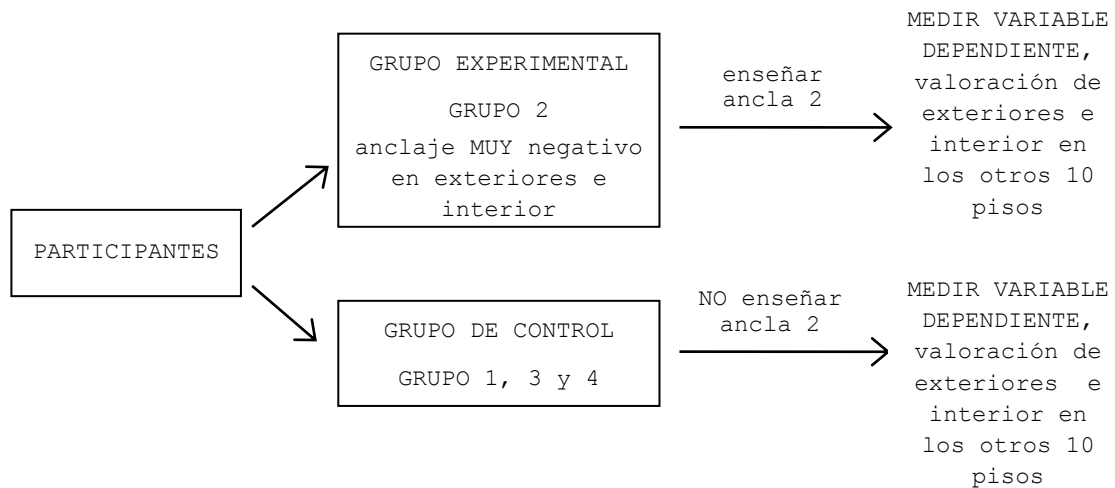 PARTICIPANTES
GRUPO EXPERIMENTAL
GRUPO 2
anclaje MUY negativo
en exteriores e
interior
enseñar
ancla 2
MEDIR VARIABLE
DEPENDIENTE,
valoración de
exteriores e
interior en
los otros 10
pisos
GRUPO DE CONTROL
GRUPO 1, 3 y 4
NO enseñar
ancla 2
MEDIR VARIABLE
DEPENDIENTE,
valoración de
exteriores e
interior en
los otros 10
pisos